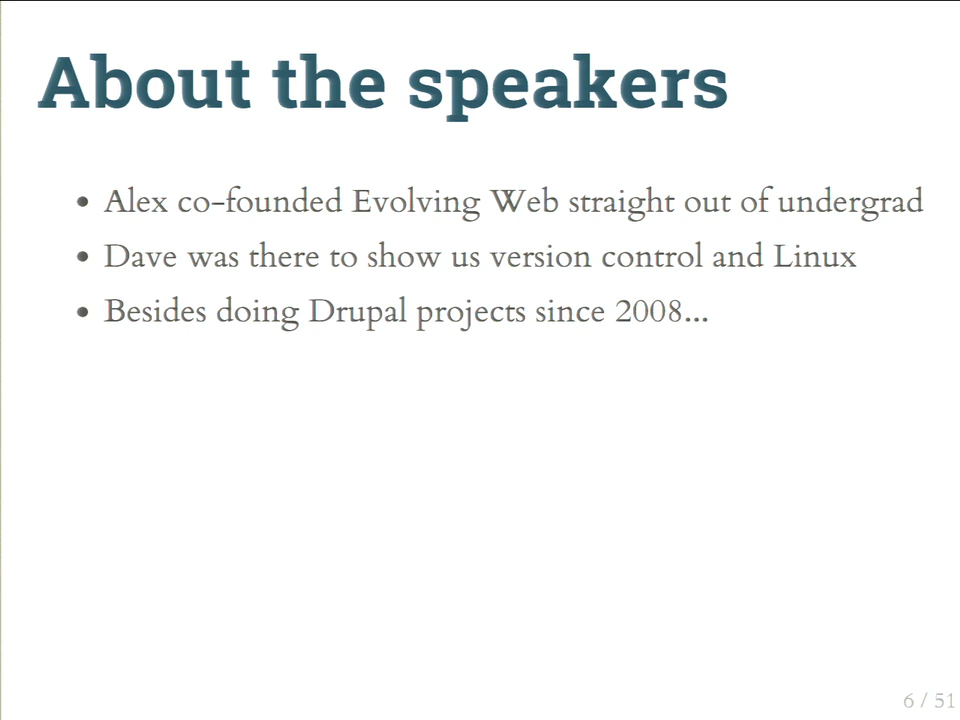 About the speakers
• Alex co-founded Evolving Web straight out of undergrad
• Dave was there to show us version control and Linux
• Besides doing Drupal projects since 2008...
6 / 51